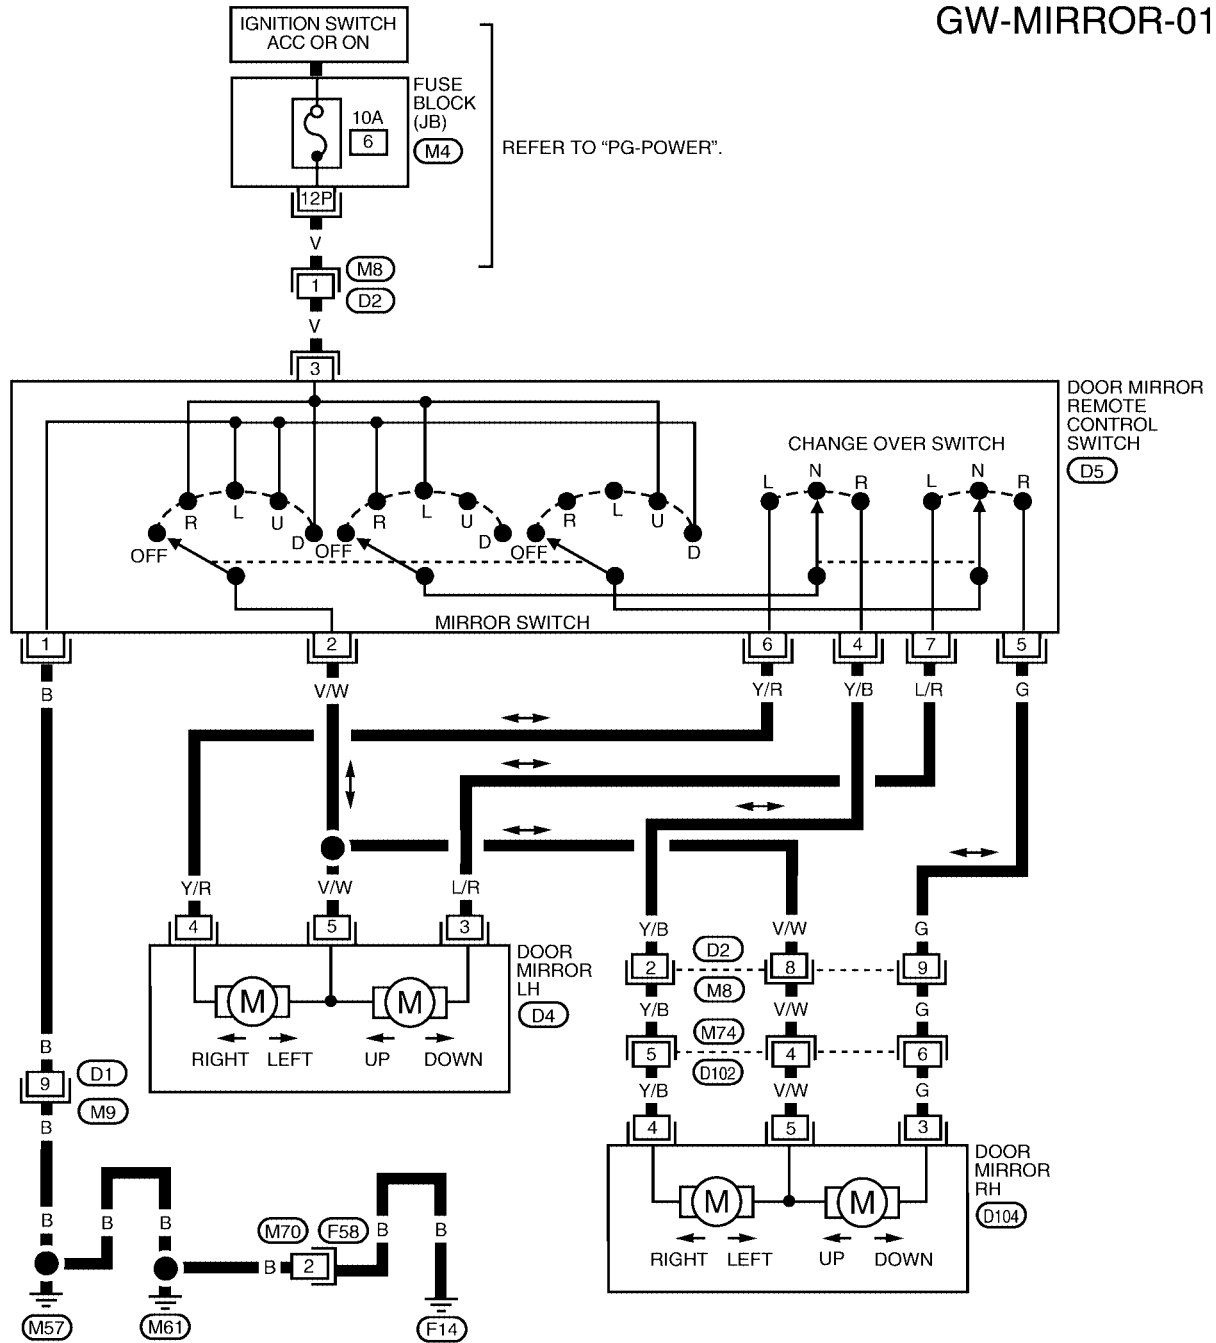 GW-MIRROR-01
IGNITION SWITCH
ACC OR ON
FUSE
BLOCK
(JB)
10A
6
M4
REFER TO “PG-POWER”.
12P
V
M8
1
D2
V
3
DOOR MIRROR
REMOTE
CONTROL
SWITCH
D5
CHANGE OVER SWITCH
L N R
L N R
OFF R L U D
OFF R L U D
OFF R L U D
MIRROR SWITCH
1 2 6 4 7 5
B V/W Y/R Y/B L/R G
Y/R V/W L/R
4 5 3
DOOR
MIRROR
LH
D4
M M
RIGHT LEFT UP DOWN
Y/B V/W G
2 D2 8 9
M8
Y/B V/W G
M74
5 4 6
D102
Y/B V/W G
4 5 3
DOOR
MIRROR
RH
D104
M M
RIGHT LEFT UP DOWN
B
9 D1
M9
B
B B B
M70 F58
B B
B 2
M57 M61 F14